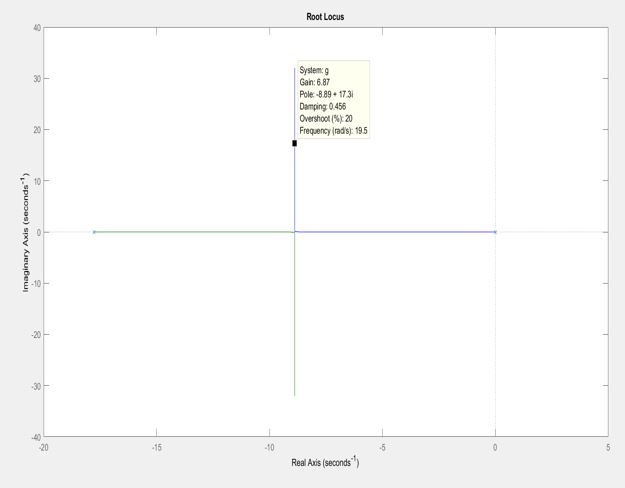 Root Locus
40
30
20
10
0
-10
-20
-30
-40
Imaginary Axis (seconds-1)
System: g
Gain: 6.87
Pole: -8.89 + 17.3i
Damping: 0.456
Overshoot (%): 20
Frequency (rad/s): 19.5
-20
-15
-10
-5
0
5
Real Axis (seconds-1)